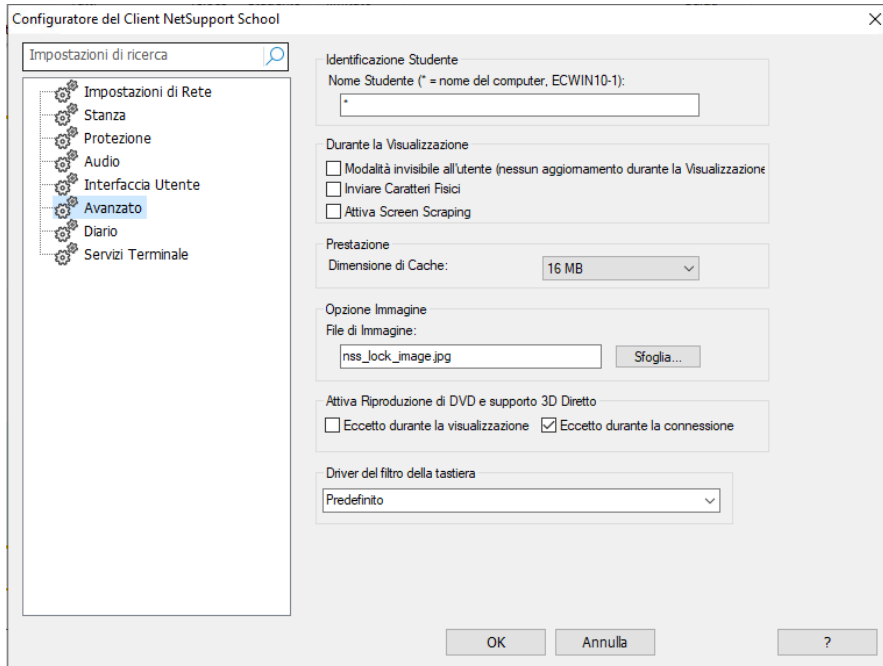 Configuratore del Client NetSupport School
Impostazioni di ricerca
Impostazioni di Rete
Stanza
Protezione
Audio
Interfaccia Utente
Avanzato
Diario
Servizi Terminale
Identificazione Studente
Nome Studente (* = nome del computer, ECWIN10-1):
*
Durante la Visualizzazione
Modalità invisibile all'utente (nessun aggiornamento durante la Visualizzazione
Inviare Caratteri Fisici
Attiva Screen Scraping
Prestazione
Dimensione di Cache:
16 MB
Opzione Immagine
File di Immagine:
nss_lock_image.jpg
Sfoglia...
Attiva Riproduzione di DVD e supporto 3D Diretto
Eccetto durante la visualizzazione
Eccetto durante la connessione
Driver del filtro della tastiera
Predefinito
OK
Annulla
?